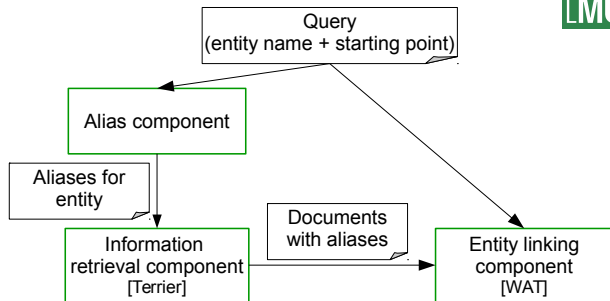 Query
(entity name + starting point)
Alias component
Aliases for
entity
Documents
with aliases
Information
retrieval component
[Terrier]
Entity linking
component
[WAT]